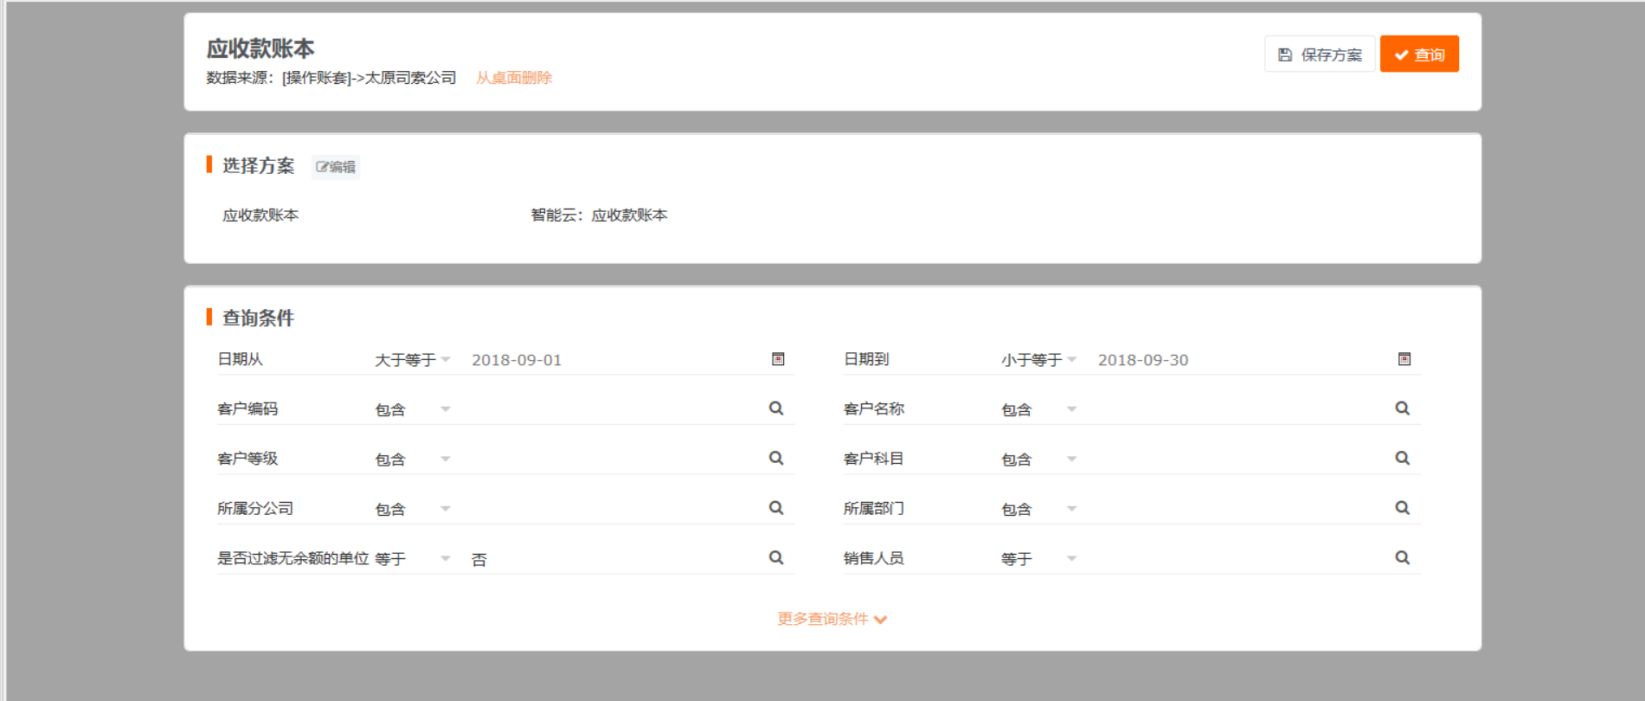 应收款账本
保存方案 查询
数据来源：[操作账套]->太原司索公司 从桌面删除
选择方案 编辑
应收款账本 智能云：应收款账本
查询条件
日期从 大于等于 2018-09-01 日期到 小于等于 2018-09-30
客户编码 包含 客户名称 包含
客户等级 包含 客户科目 包含
所属分公司 包含 所属部门 包含
是否过滤无余额的单位 等于 否 销售人员 等于
更多查询条件